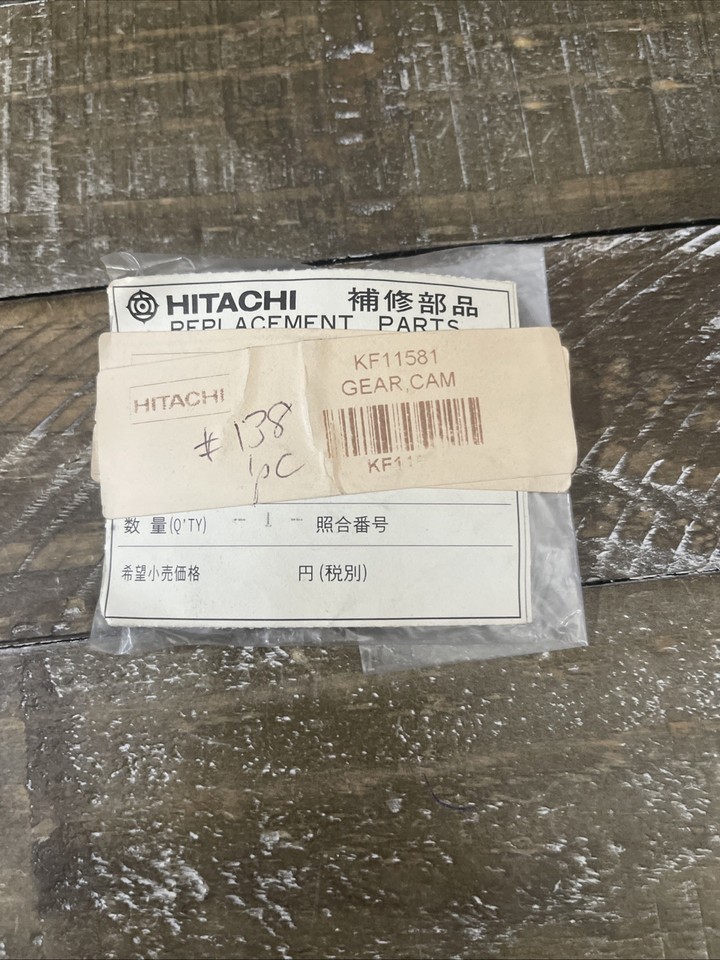 HITACHI 補修部品
REPLACEMENT PARTS
KF11581
GEAR,CAM
HITACHI
# 138
pc
KF11
数量(Q'TY) - 1 - 照合番号
希望小売価格 円(税別)